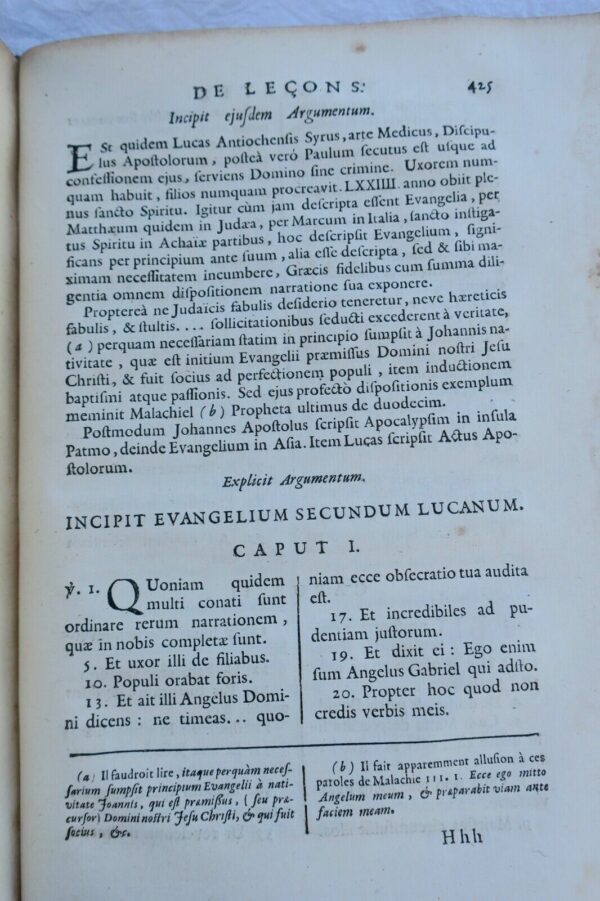 DE LEÇONS.
425
Incipit ejusdem Argumentum.
ESt quidem Lucas Antiochensis Syrus, arte Medicus, Discipu-
lus Apostolorum, posteà veró Paulum secutus est usque ad
confessionem ejus, serviens Domino sine crimine. Uxorem num-
quam habuit, filios numquam procreavit. LXXIIII. anno obiit ple-
nus sancto Spiritu. Igitur cùm jam descripta essent Evangelia, per
Matthæum quidem in Judæa, per Marcum in Italia, sancto instiga-
tus Spiritu in Achaiæ partibus, hoc descripsit Evangelium, signi-
ficans per principium ante suum, alia esse descripta, sed & sibi ma-
ximam necessitatem incumbere, Græcis fidelibus cum summa dili-
gentia omnem dispositionem narratione sua exponere.
Propterea ne Judaïcis fabulis desiderio teneretur, neve hæreticis
fabulis, & stultis.... sollicitationibus seducti excederent à veritate,
(a) perquam necessariam statim in principio sumpsit à Johannis na-
tivitate, quæ est initium Evangelii præmissus Domini nostri Jesu
Christi, & fuit socius ad perfectionem populi, item inductionem
baptismi atque passionis. Sed ejus profectò dispositionis exemplum
meminit Malachiel (b) Propheta ultimus de duodecim.
Postmodum Johannes Apostolus scripsit Apocalypsim in insula
Patmo, deinde Evangelium in Asia. Item Lucas scripsit Actus Apo-
stolorum.
Explicit Argumentum.
INCIPIT EVANGELIUM SECUNDUM LUCANUM.
CAPUT I.
℣. 1. QUoniam quidem
multi conati sunt
ordinare rerum narrationem,
quæ in nobis completæ sunt.
5. Et uxor illi de filiabus.
10. Populi orabat foris.
13. Et ait illi Angelus Domi-
ni dicens : ne timeas... quo-
niam ecce obsecratio tua audita
est.
17. Et incredibiles ad pu-
dentiam justorum.
19. Et dixit ei : Ego enim
sum Angelus Gabriel qui adsto.
20. Propter hoc quod non
credis verbis meis.
(a) Il faudroit lire, itaque perquàm neces-
sarium sumpsit principium Evangelii à nati-
vitate Joannis, qui est præmissus, (seu præ-
cursor) Domini nostri Jesu Christi, & qui fuit
socius, &c.
(b) Il fait apparemment allusion à ces
paroles de Malachie III. 1. Ecce ego mitto
Angelum meum, & præparabit viam ante
faciem meam.
Hhh